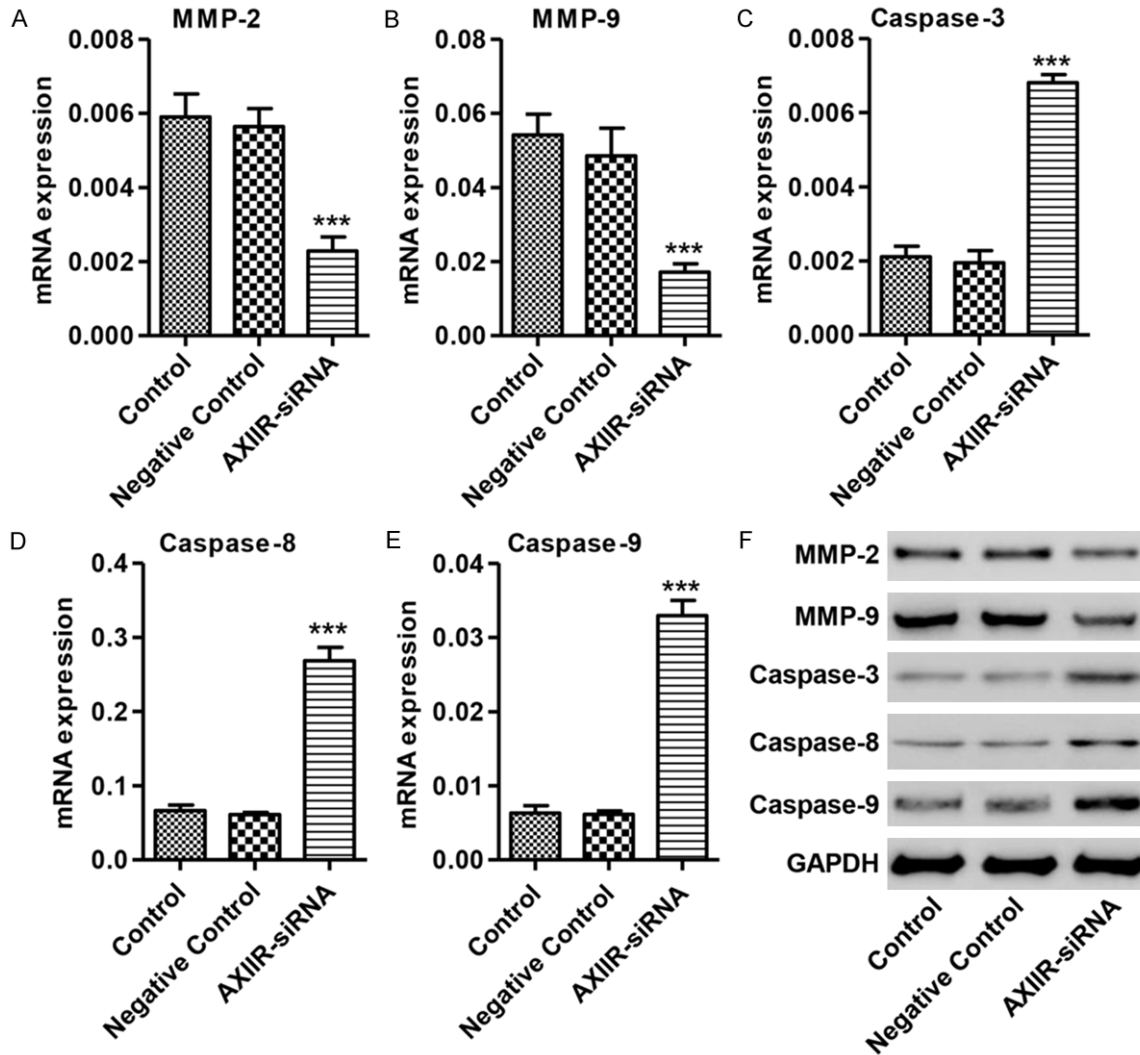 A
MMP-2
mRNA expression
0.008
0.006
0.004
0.002
0.000
***
Control
Negative Control
AXIIR-siRNA
B
MMP-9
mRNA expression
0.08
0.06
0.04
0.02
0.00
***
Control
Negative Control
AXIIR-siRNA
C
Caspase-3
mRNA expression
0.008
0.006
0.004
0.002
0.000
***
Control
Negative Control
AXIIR-siRNA
D
Caspase-8
mRNA expression
0.4
0.3
0.2
0.1
0.0
***
Control
Negative Control
AXIIR-siRNA
E
Caspase-9
mRNA expression
0.04
0.03
0.02
0.01
0.00
***
Control
Negative Control
AXIIR-siRNA
F
MMP-2
MMP-9
Caspase-3
Caspase-8
Caspase-9
GAPDH
Control
Negative Control
AXIIR-siRNA